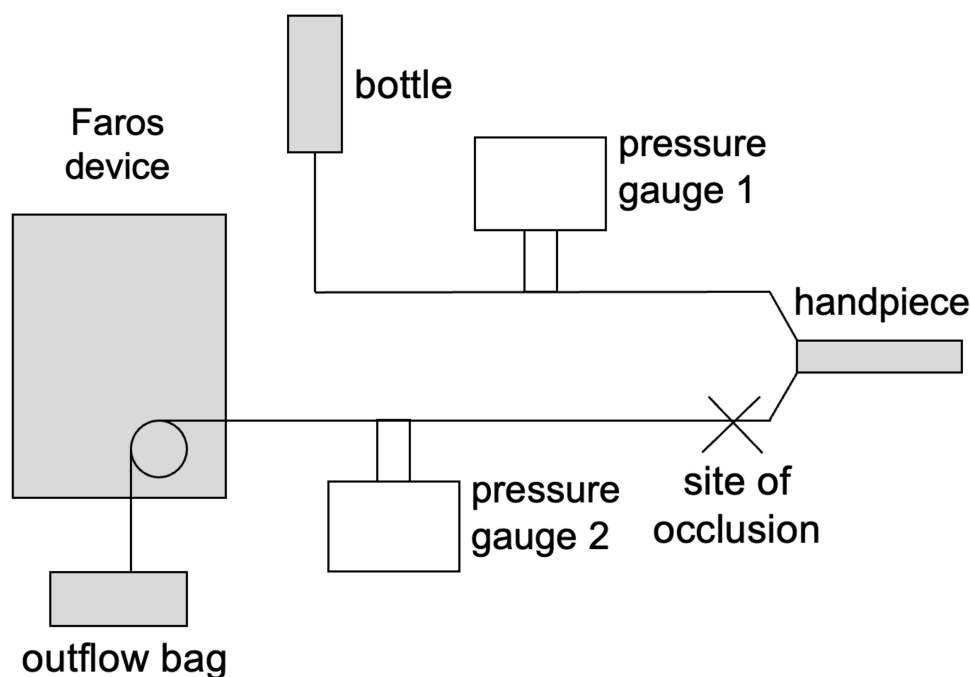 bottle
Faros
device
pressure
gauge 1
handpiece
pressure
gauge 2
site of
occlusion
outflow bag